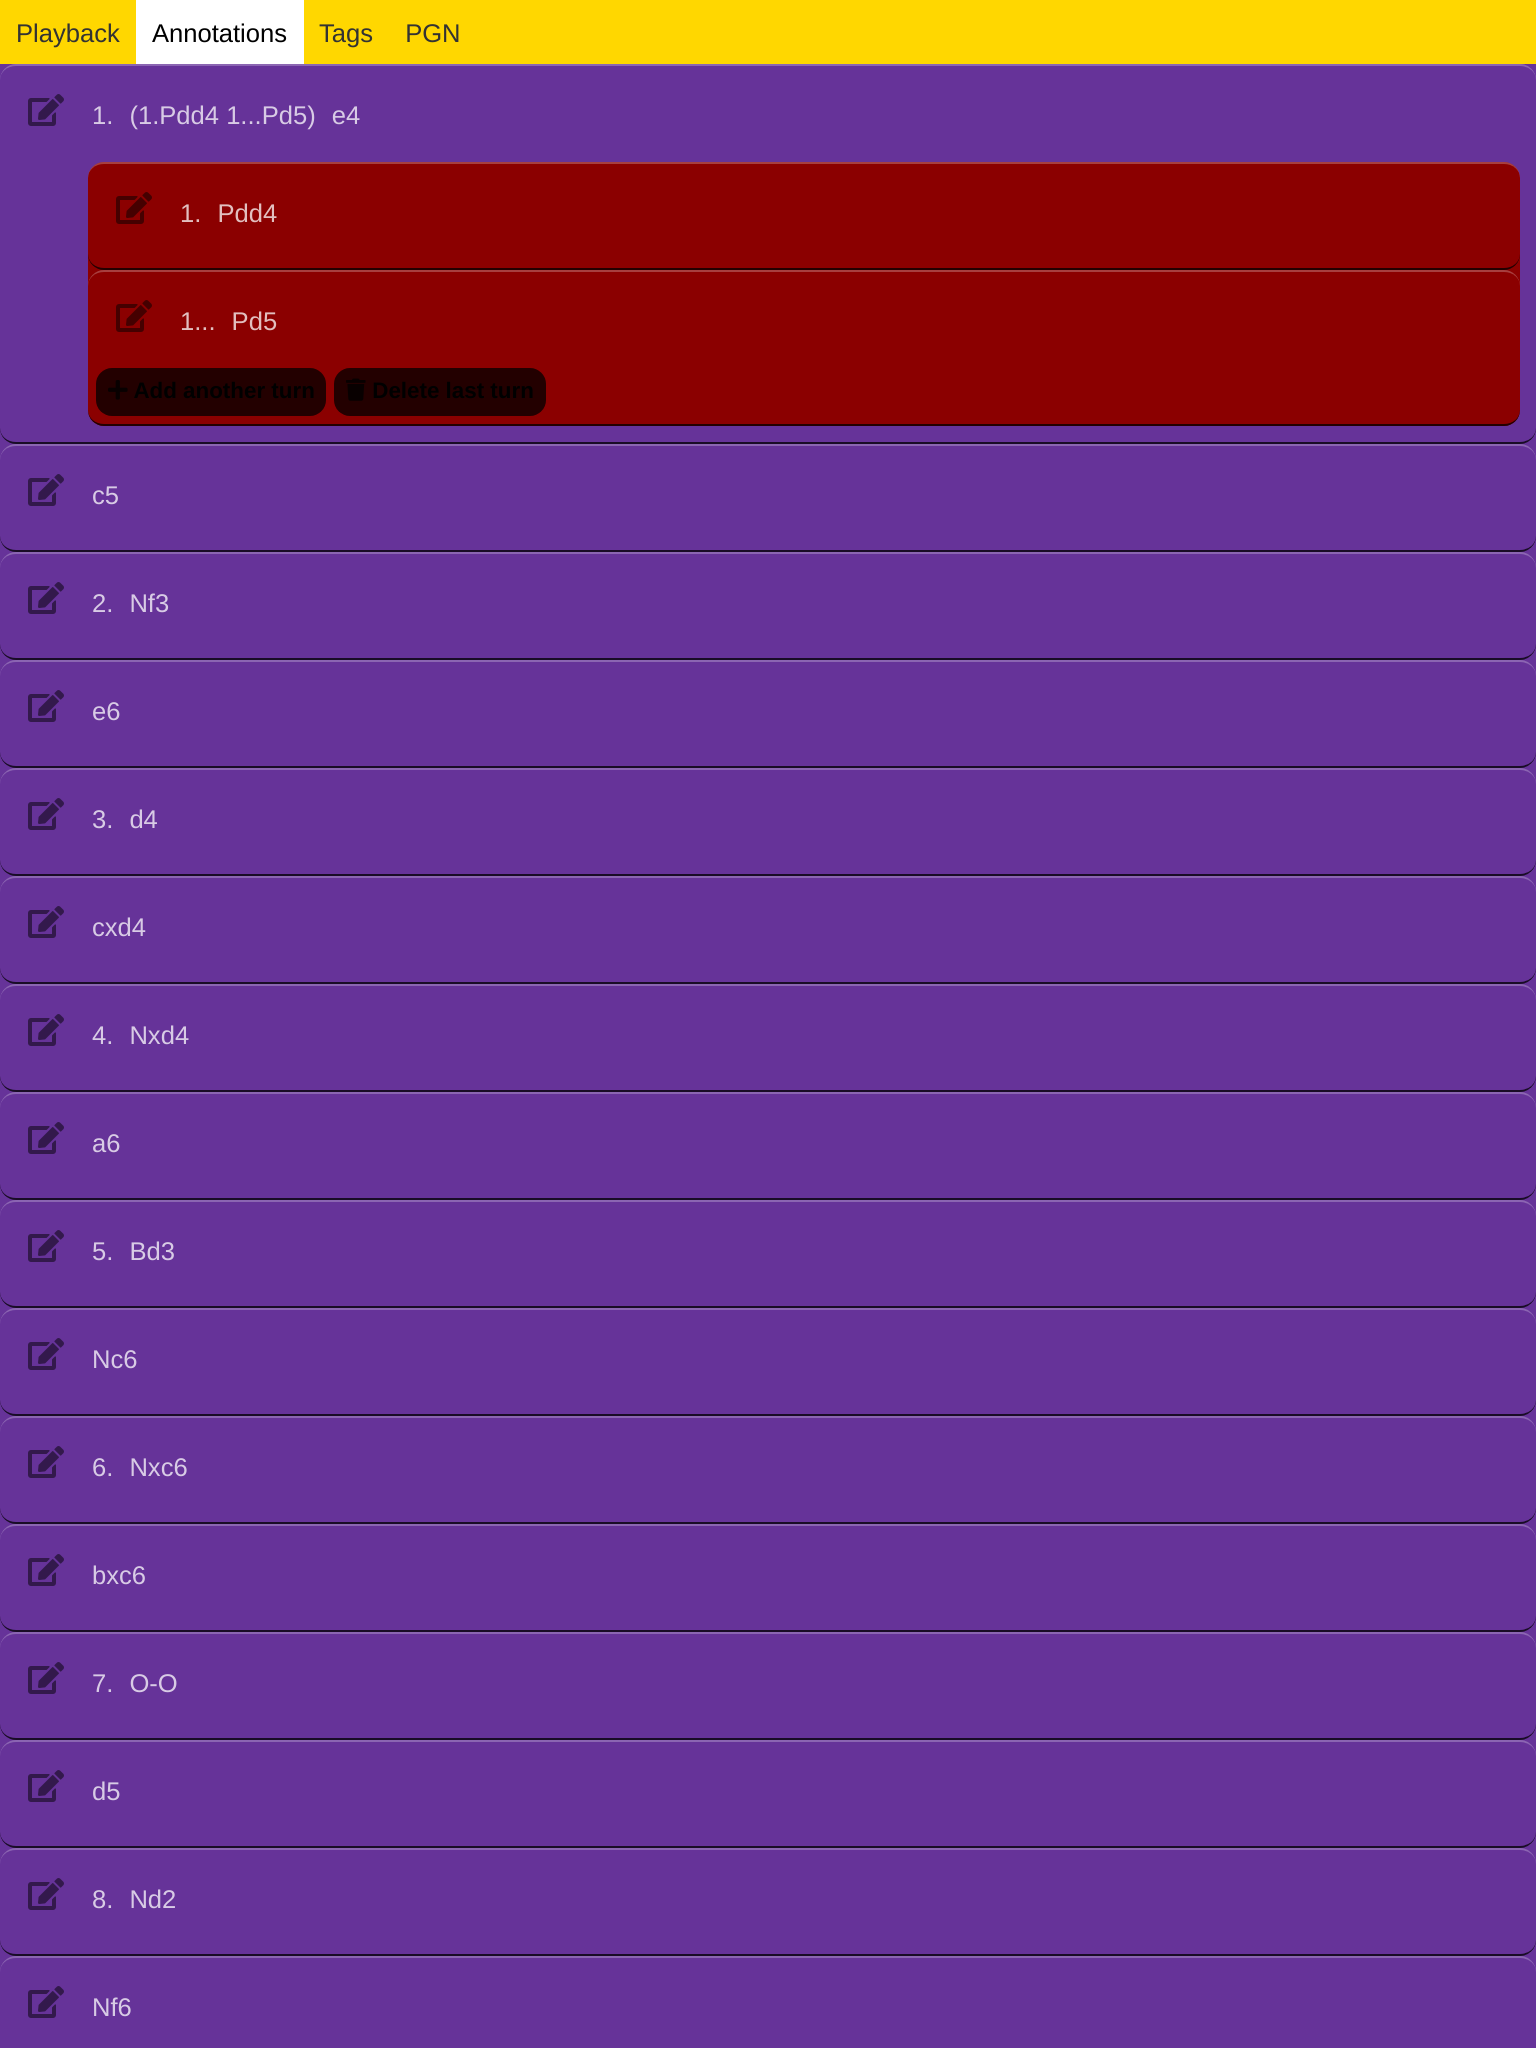 Playback Annotations Tags PGN
1. (1.Pdd4 1...Pd5) e4
1. Pdd4
1... Pd5
Add another turn Delete last turn
c5
2. Nf3
e6
3. d4
cxd4
4. Nxd4
a6
5. Bd3
Nc6
6. Nxc6
bxc6
7. O-O
d5
8. Nd2
Nf6